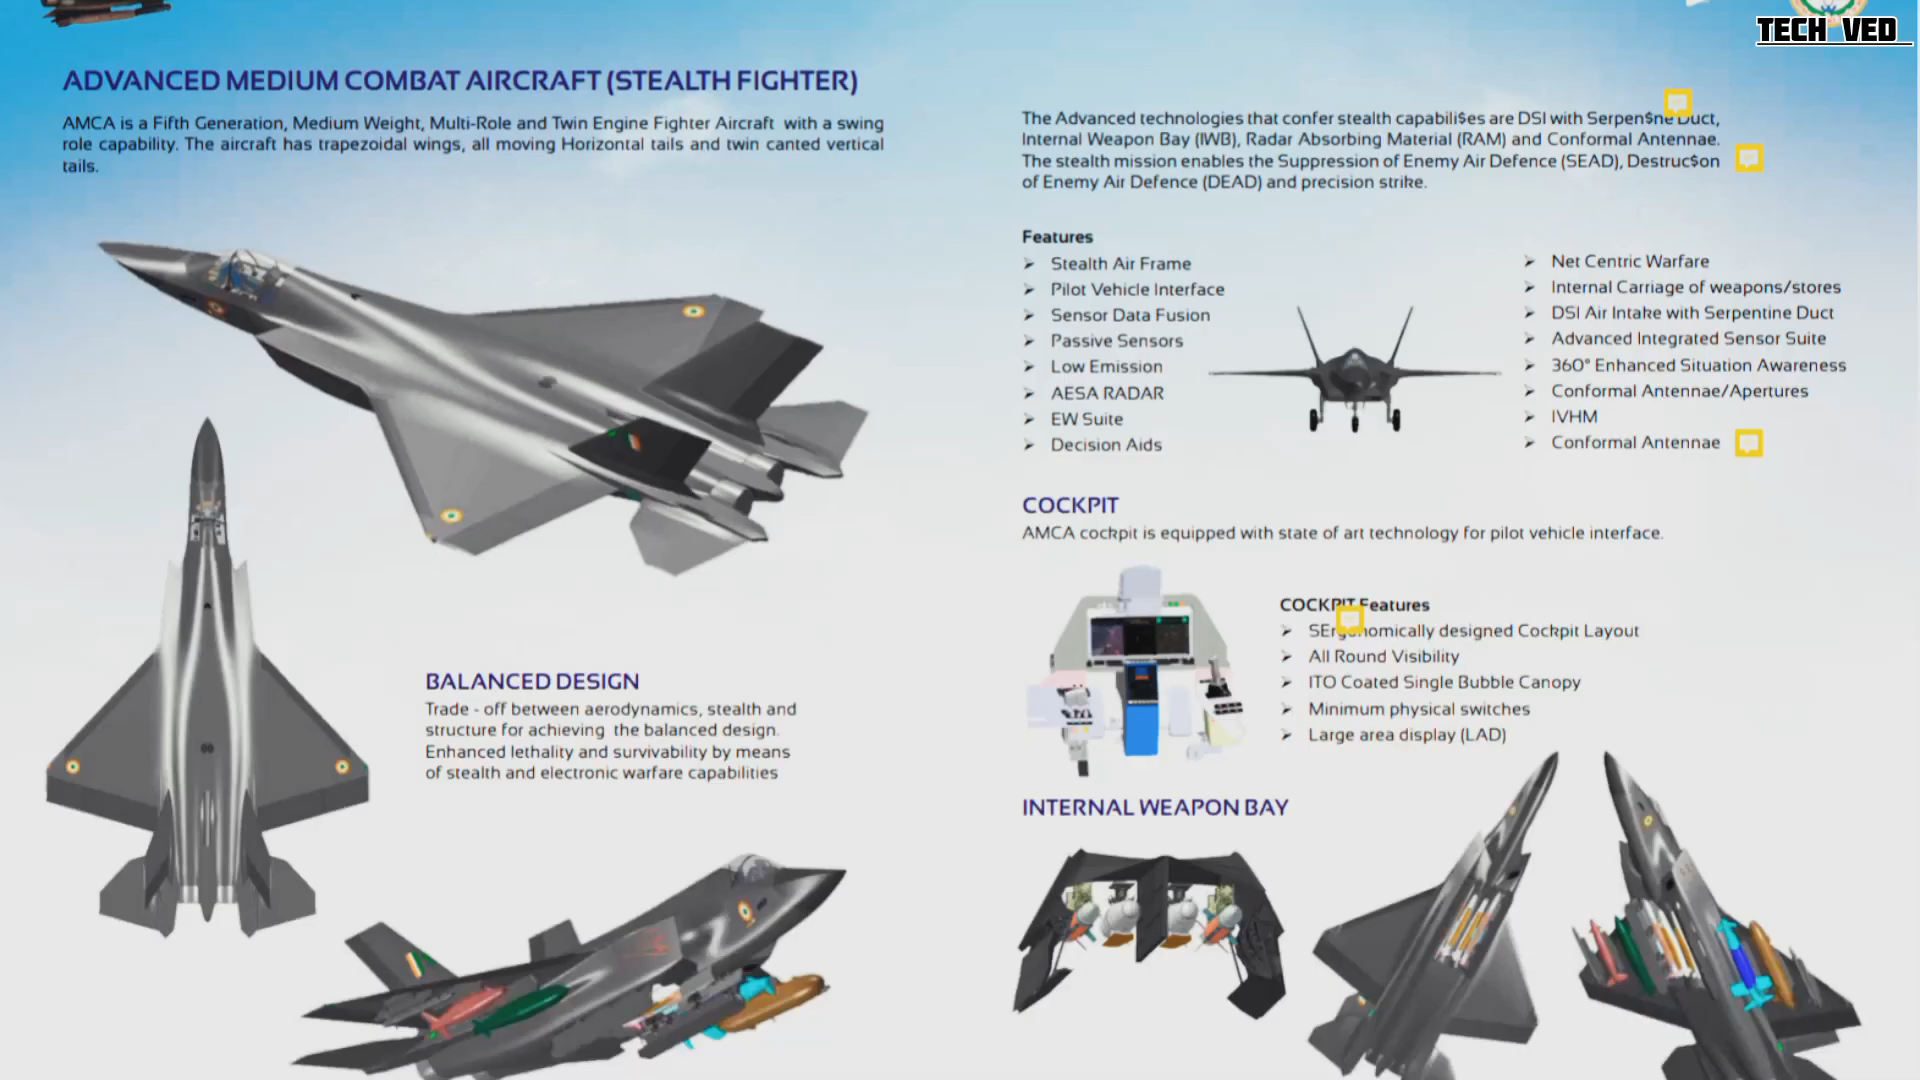 TECH VED
ADVANCED MEDIUM COMBAT AIRCRAFT (STEALTH FIGHTER)
AMCA is a Fifth Generation, Medium Weight, Multi-Role and Twin Engine Fighter Aircraft with a swing
role capability. The aircraft has trapezoidal wings, all moving Horizontal tails and twin canted vertical
tails.
BALANCED DESIGN
Trade - off between aerodynamics, stealth and
structure for achieving the balanced design.
Enhanced lethality and survivability by means
of stealth and electronic warfare capabilities
The Advanced technologies that confer stealth capabili$es are DSI with Serpen$ne Duct,
Internal Weapon Bay (IWB), Radar Absorbing Material (RAM) and Conformal Antennae.
The stealth mission enables the Suppression of Enemy Air Defence (SEAD), Destruc$on
of Enemy Air Defence (DEAD) and precision strike.
Features
Stealth Air Frame
Pilot Vehicle Interface
Sensor Data Fusion
Passive Sensors
Low Emission
AESA RADAR
EW Suite
Decision Aids
Net Centric Warfare
Internal Carriage of weapons/stores
DSI Air Intake with Serpentine Duct
Advanced Integrated Sensor Suite
360° Enhanced Situation Awareness
Conformal Antennae/Apertures
IVHM
Conformal Antennae
COCKPIT
AMCA cockpit is equipped with state of art technology for pilot vehicle interface.
COCKPIT Features
SErgonomically designed Cockpit Layout
All Round Visibility
ITO Coated Single Bubble Canopy
Minimum physical switches
Large area display (LAD)
INTERNAL WEAPON BAY